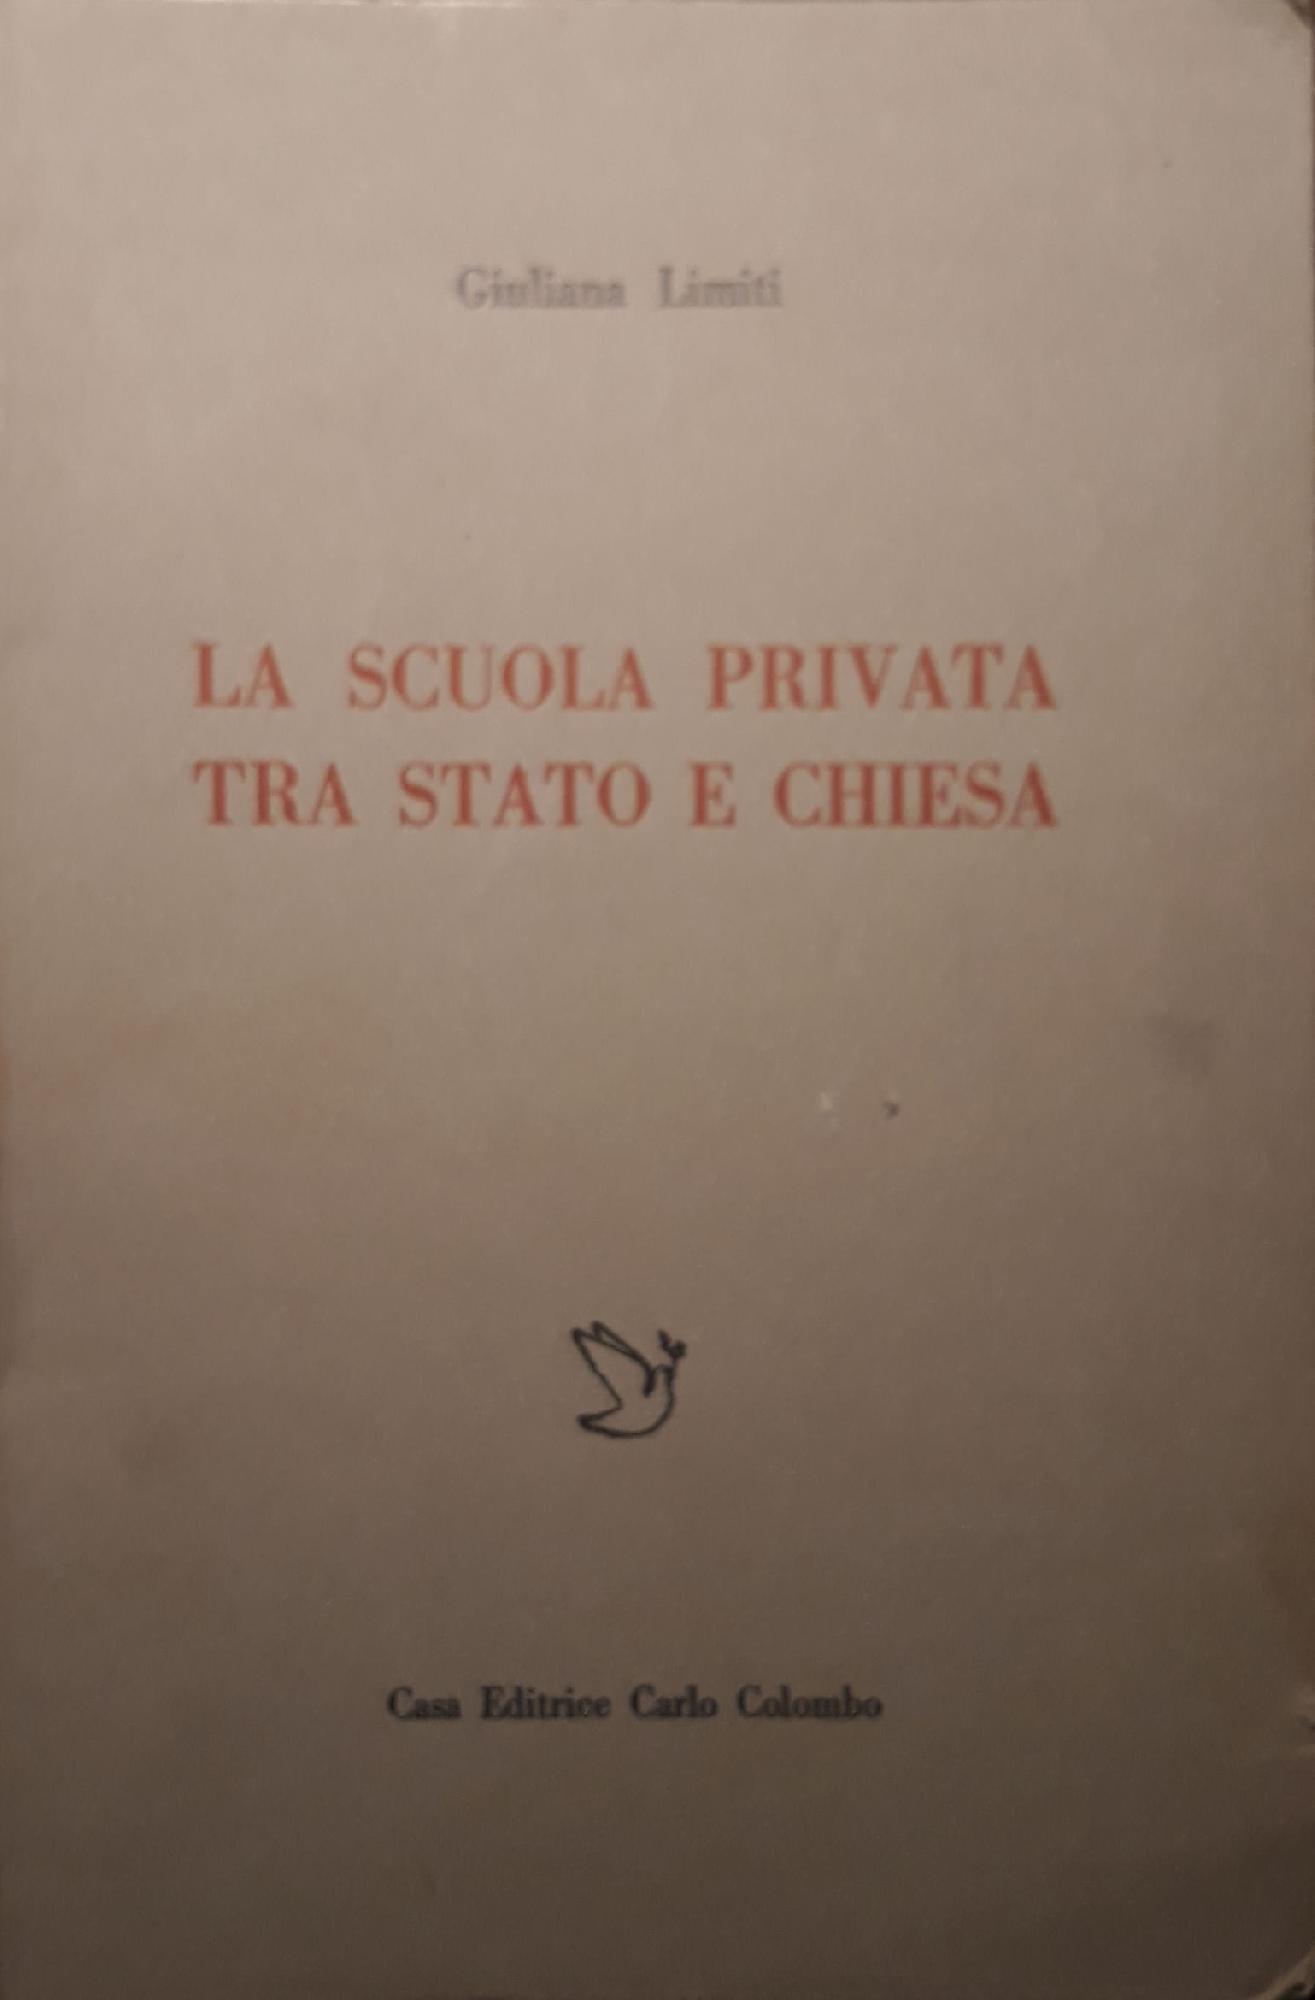 Giuliana Limiti
LA SCUOLA PRIVATA
TRA STATO E CHIESA
Casa Editrice Carlo Colombo